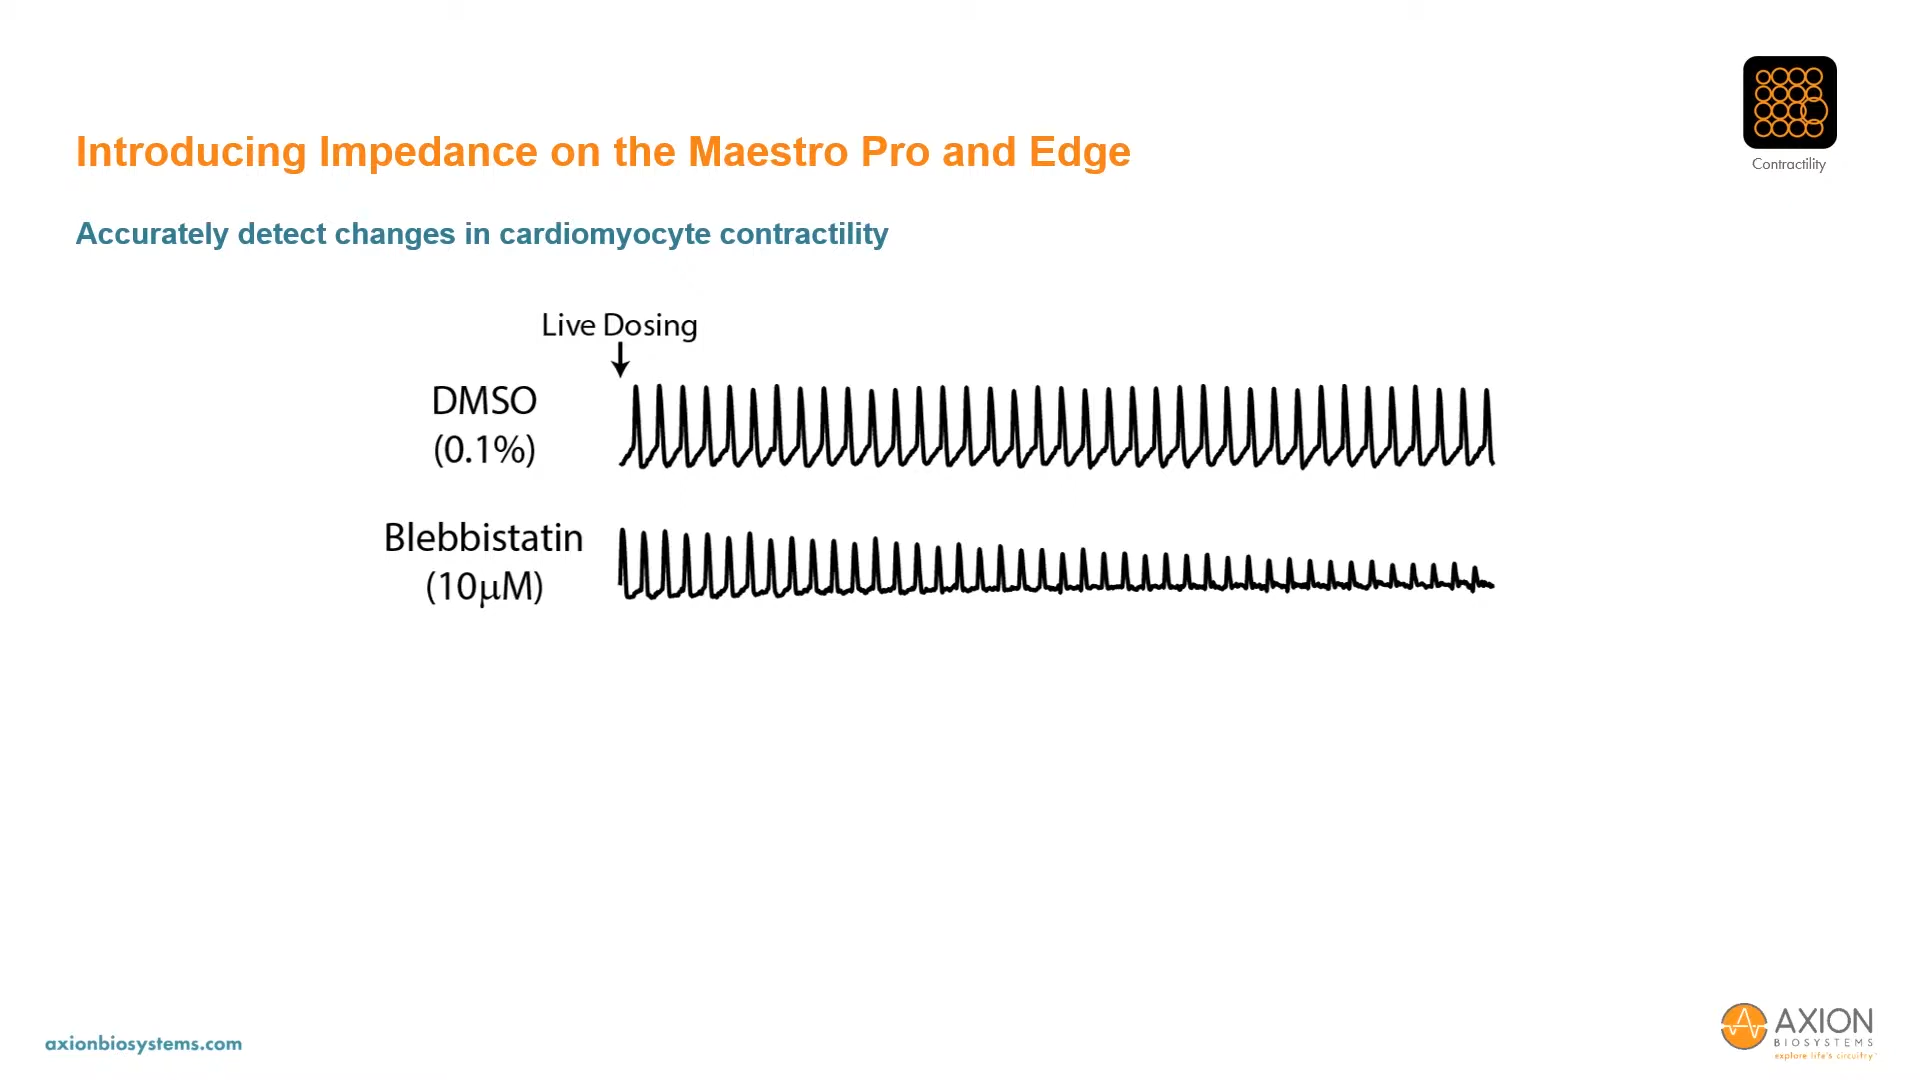 Contractility
Introducing Impedance on the Maestro Pro and Edge
Accurately detect changes in cardiomyocyte contractility
Live Dosing
DMSO
(0.1%)
Blebbistatin
(10μM)
axionbiosystems.com
AXION
BIOSYSTEMS
explore life's circuitry